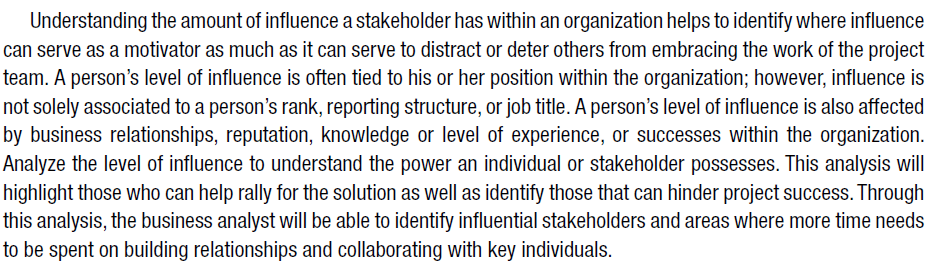 Understanding the amount of influence a stakeholder has within an organization helps to identify where influence
can serve as a motivator as much as it can serve to distract or deter others from embracing the work of the project
team. A person’s level of influence is often tied to his or her position within the organization; however, influence is
not solely associated to a person’s rank, reporting structure, or job title. A person’s level of influence is also affected
by business relationships, reputation, knowledge or level of experience, or successes within the organization.
Analyze the level of influence to understand the power an individual or stakeholder possesses. This analysis will
highlight those who can help rally for the solution as well as identify those that can hinder project success. Through
this analysis, the business analyst will be able to identify influential stakeholders and areas where more time needs
to be spent on building relationships and collaborating with key individuals.